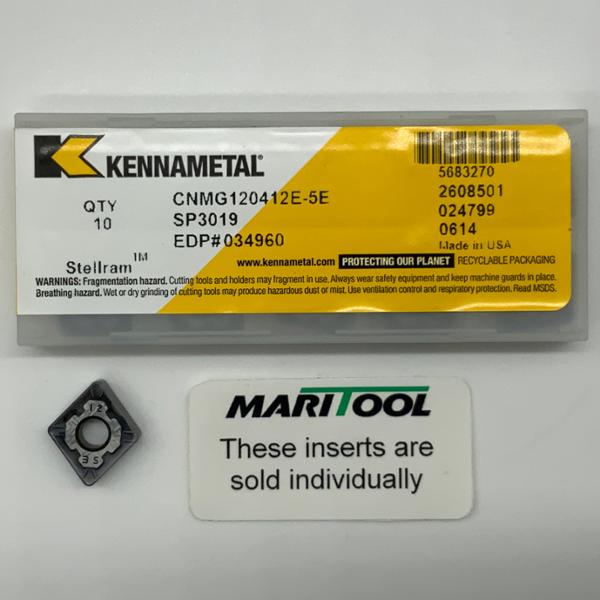 KENNAMETAL®
QTY
10
CNMG120412E-5E
SP3019
EDP#034960
Stellram™
5683270
2608501
024799
0614
Made in USA
www.kennametal.com PROTECTING OUR PLANET RECYCLABLE PACKAGING
WARNINGS: Fragmentation hazard. Cutting tools and holders may fragment in use. Always wear safety equipment and keep machine guards in place.
Breathing hazard. Wet or dry grinding of cutting tools may produce hazardous dust or mist. Use ventilation control and respiratory protection. Read MSDS.
12
MARITOOL
These inserts are
sold individually